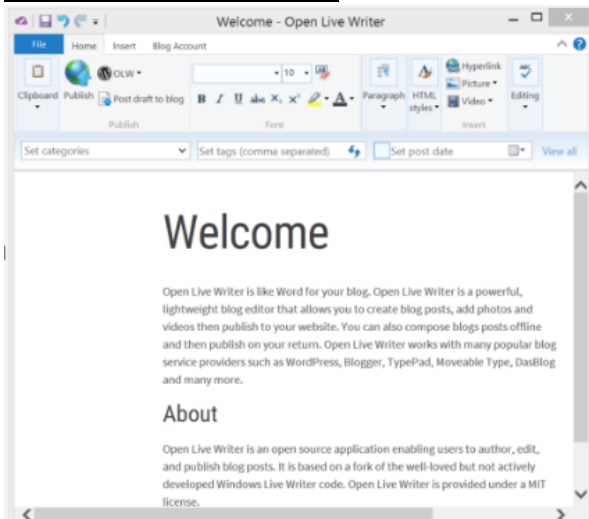 Welcome - Open Live Writer
File Home Insert Blog Account
Clipboard Publish OLW 10 Paragraph HTML styles Hyperlink Picture Video Editing
Post draft to blog B I U abc X₂ X² A
Publish Font Insert
Set categories Set tags (comma separated) Set post date View all
Welcome
Open Live Writer is like Word for your blog. Open Live Writer is a powerful,
lightweight blog editor that allows you to create blog posts, add photos and
videos then publish to your website. You can also compose blogs posts offline
and then publish on your return. Open Live Writer works with many popular blog
service providers such as WordPress, Blogger, TypePad, Moveable Type, DasBlog
and many more.
About
Open Live Writer is an open source application enabling users to author, edit,
and publish blog posts. It is based on a fork of the well-loved but not actively
developed Windows Live Writer code. Open Live Writer is provided under a MIT
license.